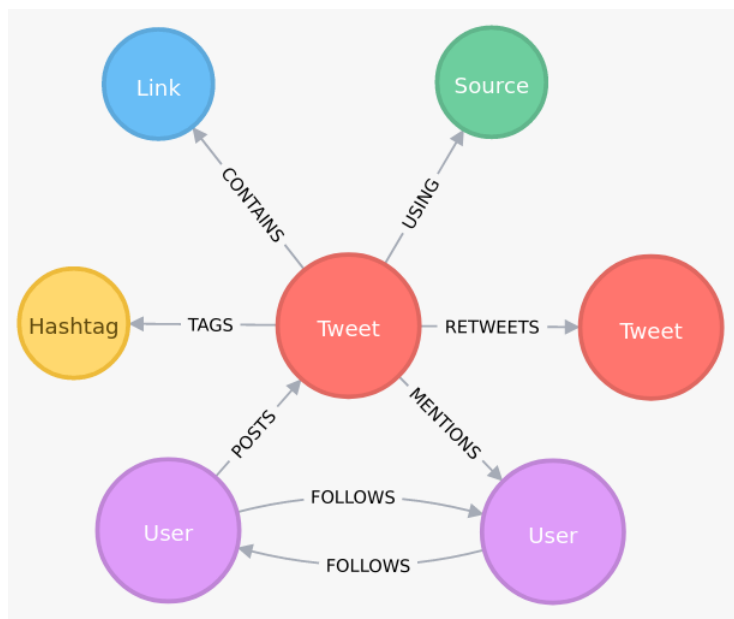 Link
Source
CONTAINS
USING
Hashtag
TAGS
Tweet
RETWEETS
Tweet
POSTS
MENTIONS
User
FOLLOWS
FOLLOWS
User